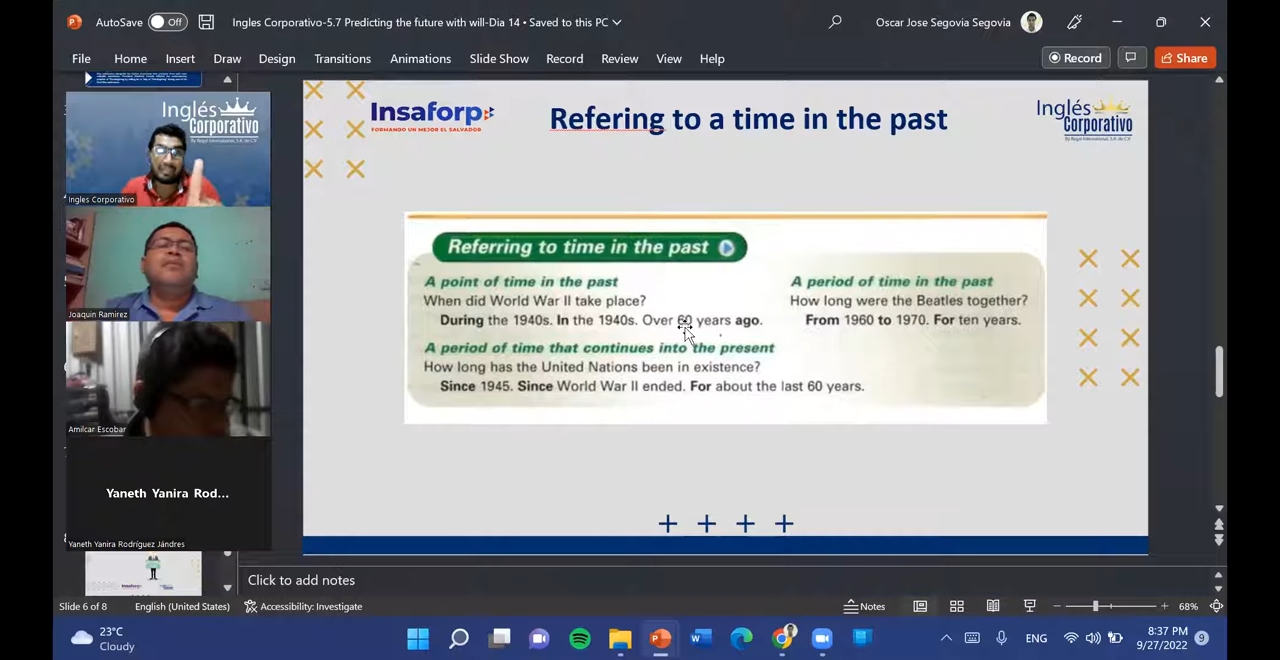 AutoSave Off Ingles Corporativo-5.7 Predicting the future with will-Dia 14 • Saved to this PC Oscar Jose Segovia Segovia
File Home Insert Draw Design Transitions Animations Slide Show Record Review View Help Record Share
Inglés
Corporativo
Ingles Corporativo
Joaquin Ramirez
Amilcar Escobar
Yaneth Yanira Rod...
Yaneth Yanira Rodríguez Jándres
Insaforp
FORMANDO UN MEJOR EL SALVADOR
Refering to a time in the past
Inglés
Corporativo
Referring to time in the past
A point of time in the past
When did World War II take place?
During the 1940s. In the 1940s. Over 60 years ago.
A period of time in the past
How long were the Beatles together?
From 1960 to 1970. For ten years.
A period of time that continues into the present
How long has the United Nations been in existence?
Since 1945. Since World War II ended. For about the last 60 years.
Click to add notes
Slide 6 of 8 English (United States) Accessibility: Investigate Notes 68%
23°C
Cloudy
ENG
8:37 PM
9/27/2022
9